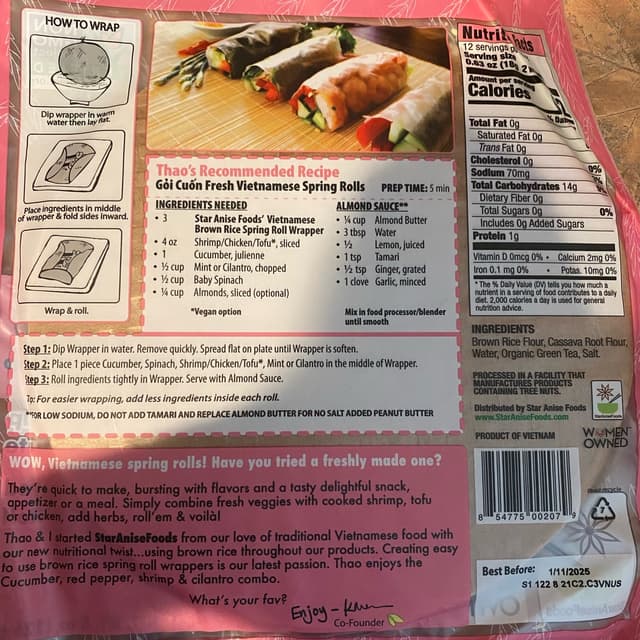 HOW TO WRAP
Dip wrapper in warm
water then lay flat.
Place ingredients in middle
of wrapper & fold sides inward.
Wrap & roll.
Thao's Recommended Recipe
Gỏi Cuốn Fresh Vietnamese Spring Rolls PREP TIME: 5 min
INGREDIENTS NEEDED
• 3 Star Anise Foods' Vietnamese
Brown Rice Spring Roll Wrapper
• 4 oz Shrimp/Chicken/Tofu*, sliced
• 1 Cucumber, julienne
• ½ cup Mint or Cilantro, chopped
• ½ cup Baby Spinach
• ¼ cup Almonds, sliced (optional)
*Vegan option
ALMOND SAUCE**
• ¼ cup Almond Butter
• 3 tbsp Water
• ½ Lemon, juiced
• 1 tsp Tamari
• ½ tsp Ginger, grated
• 1 clove Garlic, minced
Mix in food processor/blender
until smooth
Step 1: Dip Wrapper in water. Remove quickly. Spread flat on plate until Wrapper is soften.
Step 2: Place 1 piece Cucumber, Spinach, Shrimp/Chicken/Tofu*, Mint or Cilantro in the middle of Wrapper.
Step 3: Roll ingredients tightly in Wrapper. Serve with Almond Sauce.
For easier wrapping, add less ingredients inside each roll.
**FOR LOW SODIUM, DO NOT ADD TAMARI AND REPLACE ALMOND BUTTER FOR NO SALT ADDED PEANUT BUTTER
WOW, Vietnamese spring rolls! Have you tried a freshly made one?
They're quick to make, bursting with flavors and a tasty delightful snack,
appetizer or a meal. Simply combine fresh veggies with cooked shrimp, tofu
or chicken, add herbs, roll'em & voilà!
Thao & I started StarAniseFoods from our love of traditional Vietnamese food with
our new nutritional twist...using brown rice throughout our products. Creating easy
to use brown rice spring roll wrappers is our latest passion. Thao enjoys the
Cucumber, red pepper, shrimp & cilantro combo.
What's your fav?
Enjoy -
Co-Founder
12 servings
Serving size
0.63 oz
Amount per
Calories
Total Fat 0g
Saturated Fat 0g
Trans Fat 0g
Cholesterol 0g 0%
Sodium 70mg
Total Carbohydrates 14g
Dietary Fiber 0g
Total Sugars 0g
Includes 0g Added Sugars 0%
Protein 1g
Vitamin D 0mcg 0% • Calcium 2mg 0%
Iron 0.1 mg 0% • Potas. 10mg 0%
* The % Daily Value (DV) tells you how much a
nutrient in a serving of food contributes to a daily
diet. 2,000 calories a day is used for general
nutrition advice.
INGREDIENTS
Brown Rice Flour, Cassava Root Flour,
Water, Organic Green Tea, Salt.
PROCESSED IN A FACILITY THAT
MANUFACTURES PRODUCTS
CONTAINING TREE NUTS.
Distributed by Star Anise Foods
www.StarAniseFoods.com
PRODUCT OF VIETNAM
WOMEN
OWNED
8 54775 00207 9
Please recycle
Best Before: 1/11/2025
S1 122 8 21C2.C3VNUS